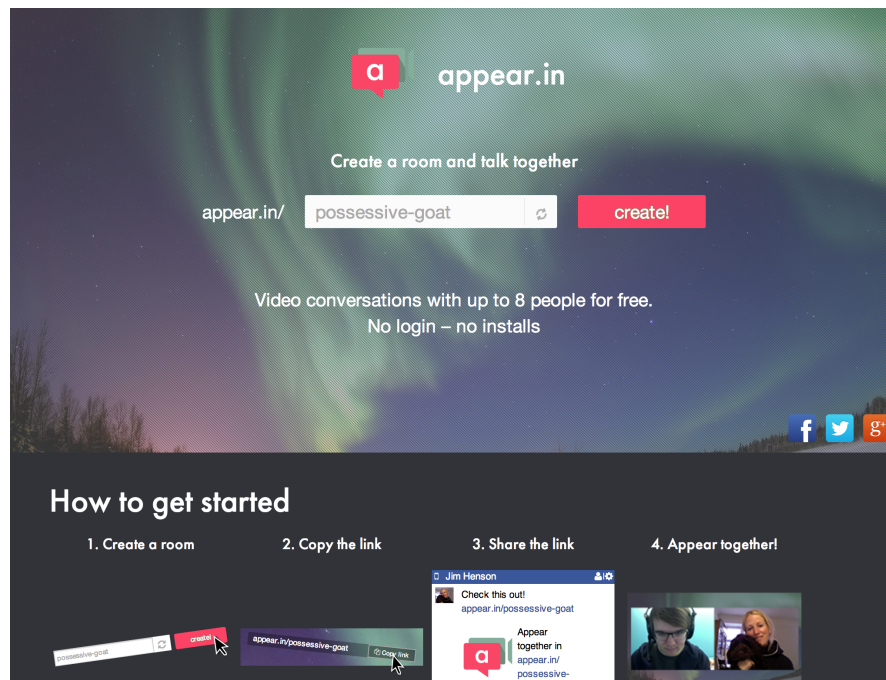 a
appear.in
Create a room and talk together
appear.in/
possessive-goat
create!
Video conversations with up to 8 people for free.
No login – no installs
f
g+
How to get started
1. Create a room
2. Copy the link
3. Share the link
4. Appear together!
possessive-goat
create!
appear.in/possessive-goat
Copy link
Jim Henson
Check this out!
appear.in/possessive-goat
a
Appear
together in
appear.in/
possessive-